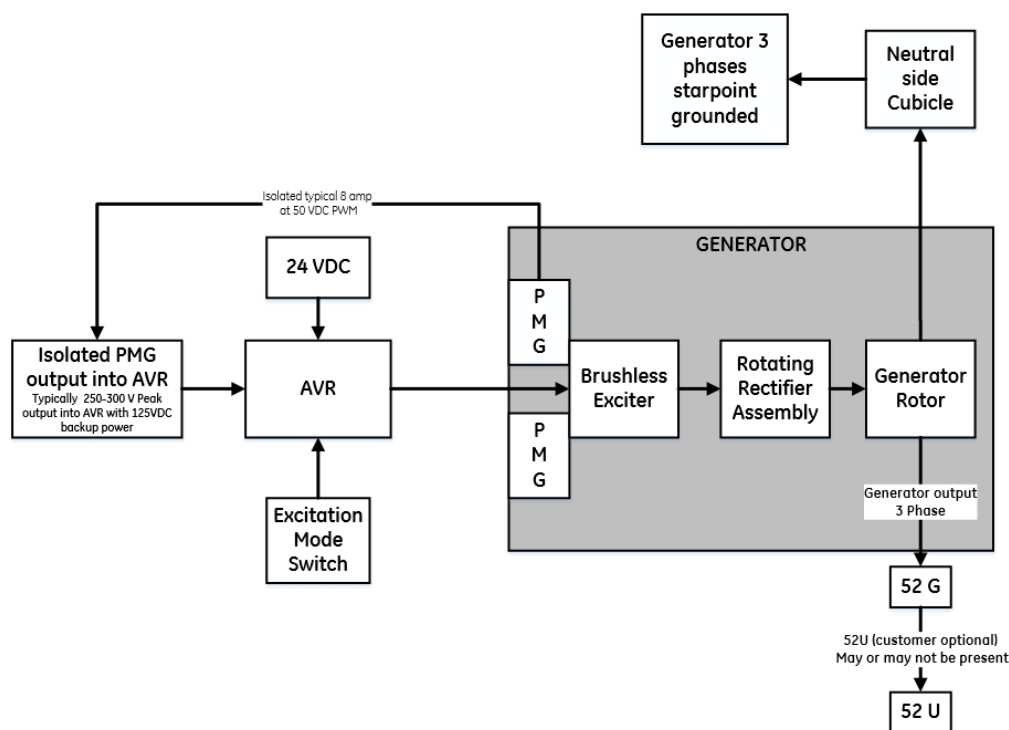 Generator 3
phases
starpoint
grounded
Neutral
side
Cubicle
Isolated typical 8 amp
at 50 VDC PWM
GENERATOR
24 VDC
P
M
G
Isolated PMG
output into AVR
Typically 250-300 V Peak
output into AVR with 125VDC
backup power
AVR
Brushless
Exciter
Rotating
Rectifier
Assembly
Generator
Rotor
P
M
G
Excitation
Mode
Switch
Generator output
3 Phase
52 G
52U (customer optional)
May or may not be present
52 U